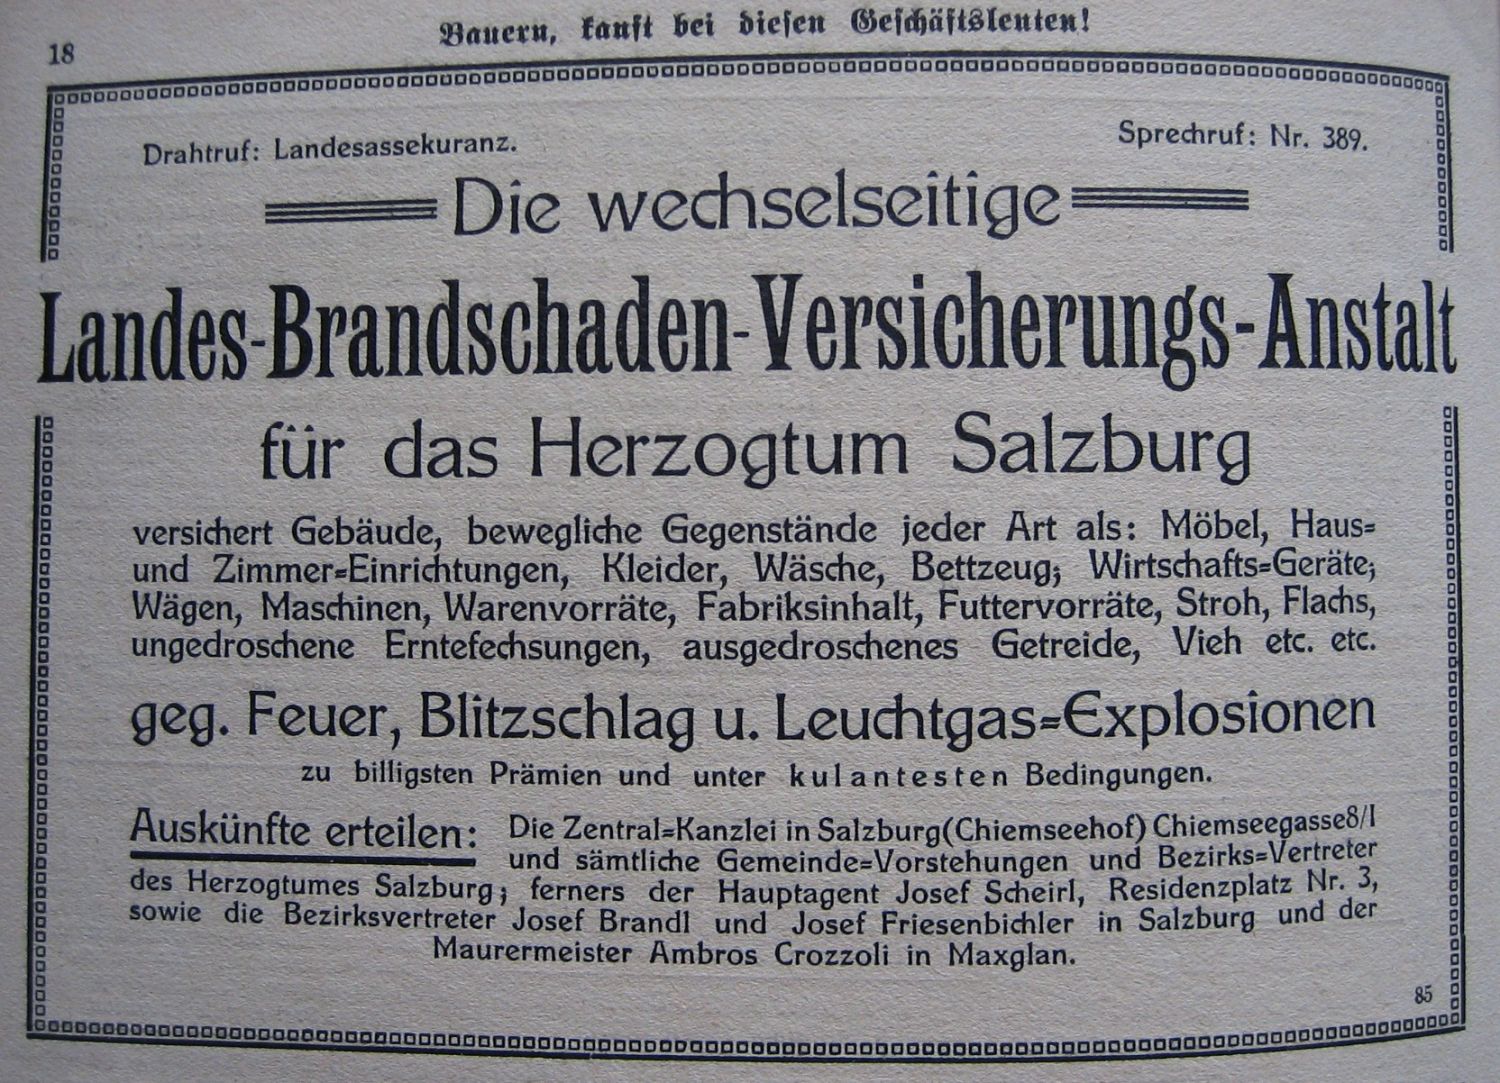 18
Bauern, kauft bei diesen Geschäftsleuten!
Drahtruf: Landesassekuranz.
Sprechruf: Nr. 389.
Die wechselseitige
Landes-Brandschaden-Versicherungs-Anstalt
für das Herzogtum Salzburg
versichert Gebäude, bewegliche Gegenstände jeder Art als: Möbel, Haus-
und Zimmer-Einrichtungen, Kleider, Wäsche, Bettzeug; Wirtschafts-Geräte;
Wägen, Maschinen, Warenvorräte, Fabriksinhalt, Futtervorräte, Stroh, Flachs,
ungedroschene Erntefechsungen, ausgedroschenes Getreide, Vieh etc. etc.
geg. Feuer, Blitzschlag u. Leuchtgas-Explosionen
zu billigsten Prämien und unter kulantesten Bedingungen.
Auskünfte erteilen: Die Zentral-Kanzlei in Salzburg (Chiemseehof) Chiemseegasse 8/I
und sämtliche Gemeinde-Vorstehungen und Bezirks-Vertreter
des Herzogtumes Salzburg; ferners der Hauptagent Josef Scheirl, Residenzplatz Nr. 3,
sowie die Bezirksvertreter Josef Brandl und Josef Friesenbichler in Salzburg und der
Maurermeister Ambros Crozzoli in Maxglan.
85